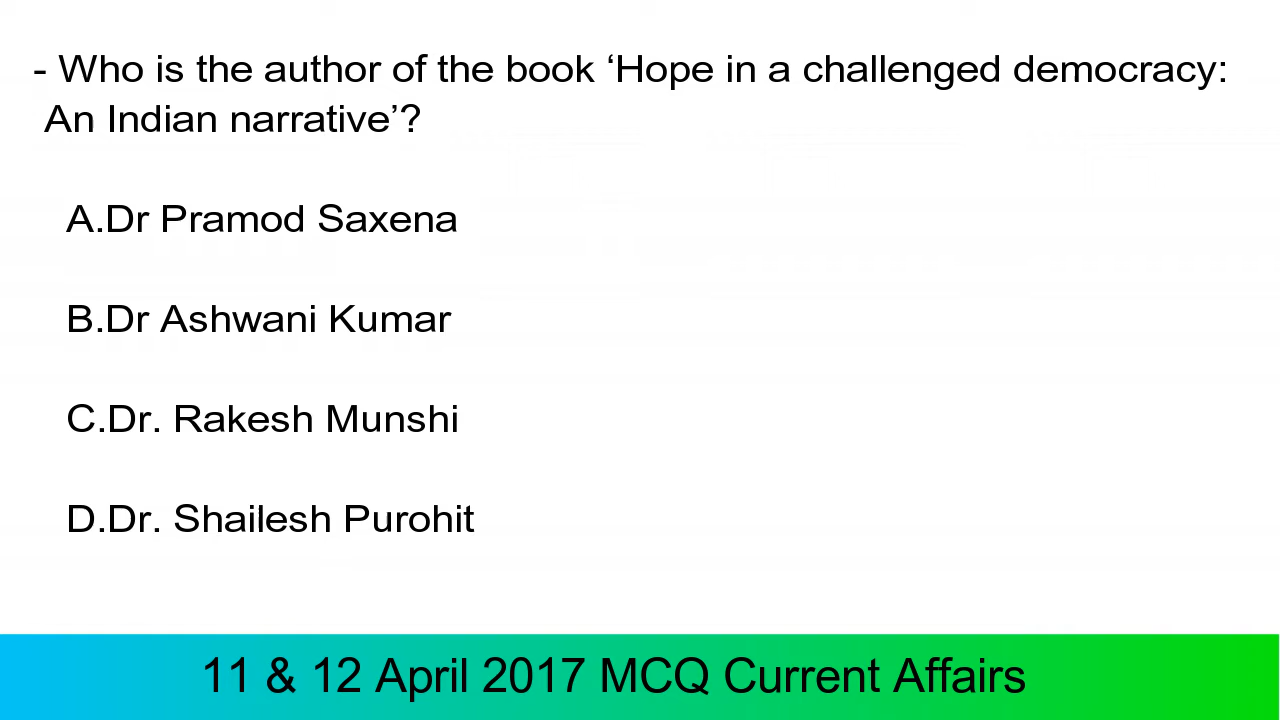 - Who is the author of the book ‘Hope in a challenged democracy:
An Indian narrative’?
A.Dr Pramod Saxena
B.Dr Ashwani Kumar
C.Dr. Rakesh Munshi
D.Dr. Shailesh Purohit
11 & 12 April 2017 MCQ Current Affairs